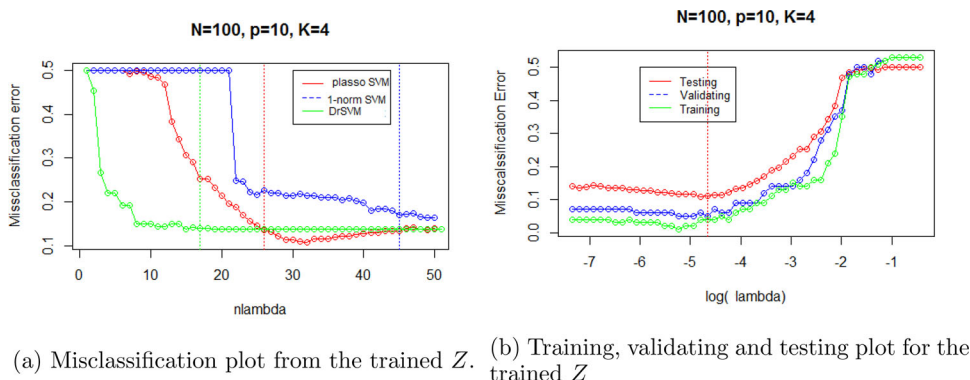 N=100, p=10, K=4
Missclassification error
0.5
0.4
0.3
0.2
0.1
plasso SVM
1-norm SVM
DrSVM
0 10 20 30 40 50
nlambda
(a) Misclassification plot from the trained Z.
N=100, p=10, K=4
Misscalssification Error
0.5
0.4
0.3
0.2
0.1
0.0
Testing
Validating
Training
-7 -6 -5 -4 -3 -2 -1
log( lambda)
(b) Training, validating and testing plot for the
trained Z